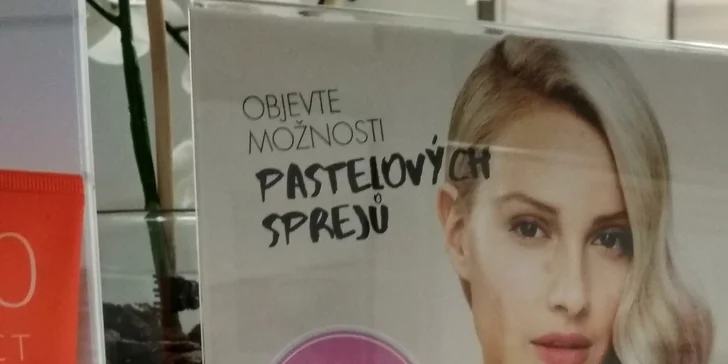 OBJEVTE
MOŽNOSTI
PASTELOVÝCH
SPREJŮ